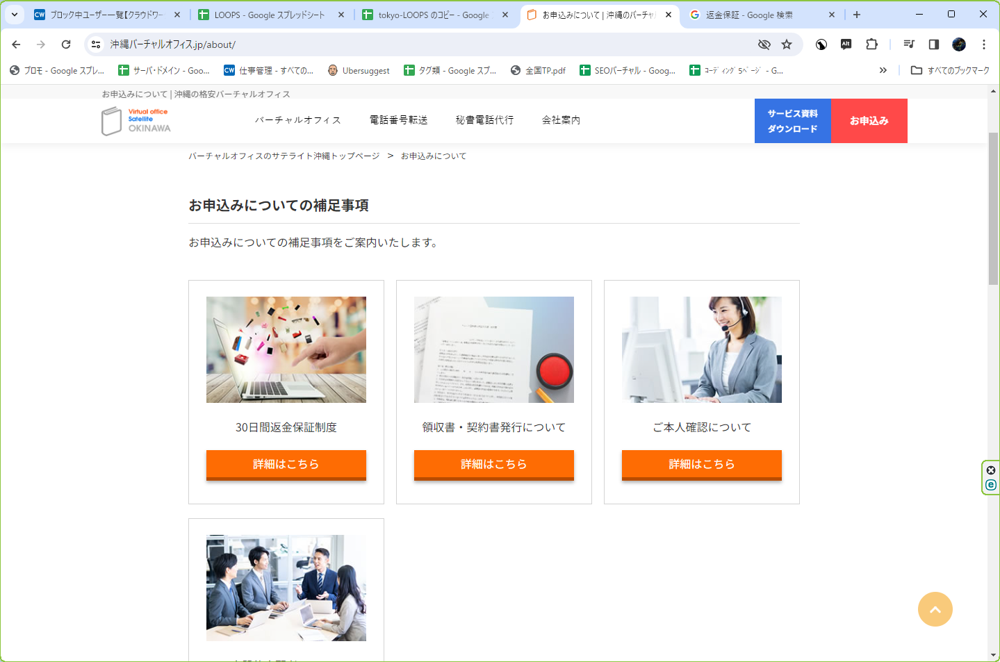 ブロック中ユーザー一覧【クラウドワー
LOOPS - Google スプレッドシート
tokyo-LOOPS のコピー - Google
お申込みについて | 沖縄のバーチャル
返金保証 - Google 検索
沖縄バーチャルオフィス.jp/about/
Alt
プロモ - Google スプレ...
サーバ・ドメイン - Goo...
CW 仕事管理 - すべての...
Ubersuggest
タグ類 - Google スプ...
全国TP.pdf
SEOバーチャル - Goog...
コーディング 5ページ - G...
すべてのブックマーク
お申込みについて | 沖縄の格安バーチャルオフィス
Virtual office
Satellite
OKINAWA
バーチャルオフィス
電話番号転送
秘書電話代行
会社案内
サービス資料
ダウンロード
お申込み
バーチャルオフィスのサテライト沖縄トップページ > お申込みについて
お申込みについての補足事項
お申込みについての補足事項をご案内いたします。
30日間返金保証制度
領収書・契約書発行について
ご本人確認について
詳細はこちら
詳細はこちら
詳細はこちら